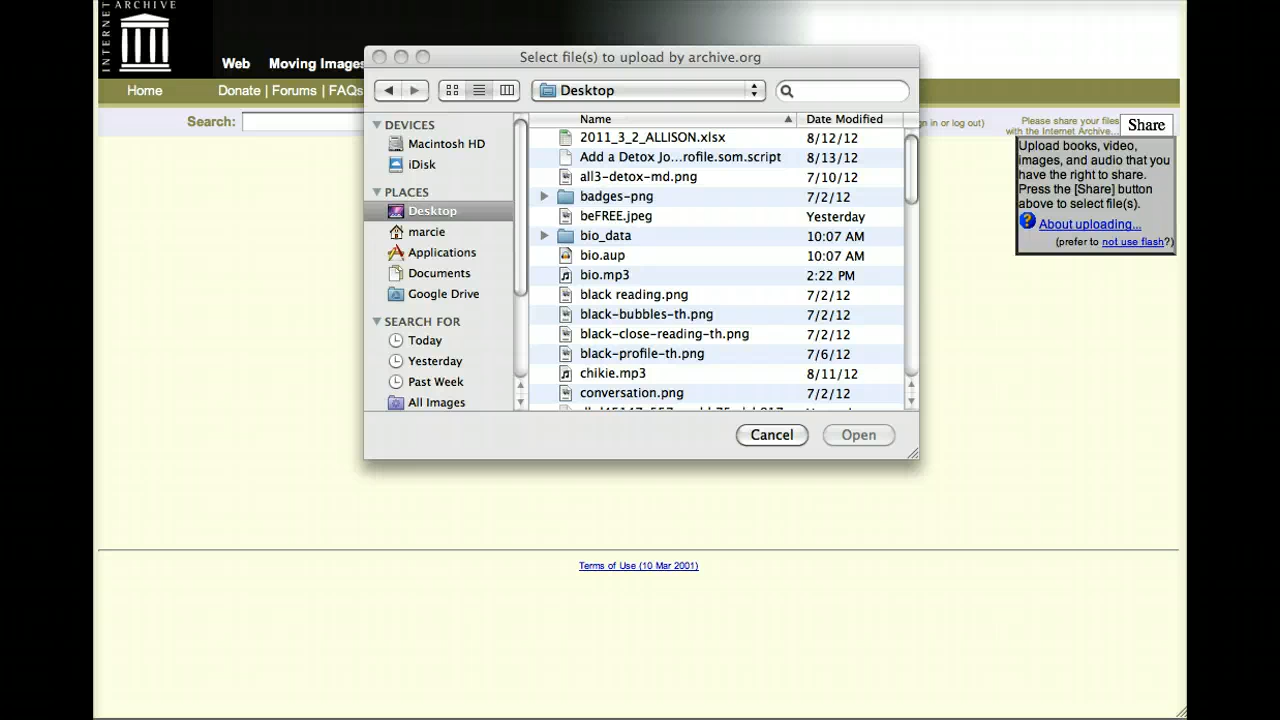 INTERNET
ARCHIVE
Web Moving Images
Home Donate | Forums | FAQs
Search:
in or log out)
Please share your files
with the Internet Archive...
Share
Upload books, video,
images, and audio that you
have the right to share.
Press the [Share] button
above to select file(s).
About uploading...
(prefer to not use flash?)
Select file(s) to upload by archive.org
Desktop
DEVICES
Macintosh HD
iDisk
PLACES
Desktop
marcie
Applications
Documents
Google Drive
SEARCH FOR
Today
Yesterday
Past Week
All Images
Name Date Modified
2011_3_2_ALLISON.xlsx 8/12/12
Add a Detox Jo...rofile.som.script 8/13/12
all3-detox-md.png 7/10/12
badges-png 7/2/12
beFREE.jpeg Yesterday
bio_data 10:07 AM
bio.aup 10:07 AM
bio.mp3 2:22 PM
black reading.png 7/2/12
black-bubbles-th.png 7/2/12
black-close-reading-th.png 7/2/12
black-profile-th.png 7/6/12
chikie.mp3 8/11/12
conversation.png 7/2/12
Cancel Open
Terms of Use (10 Mar 2001)